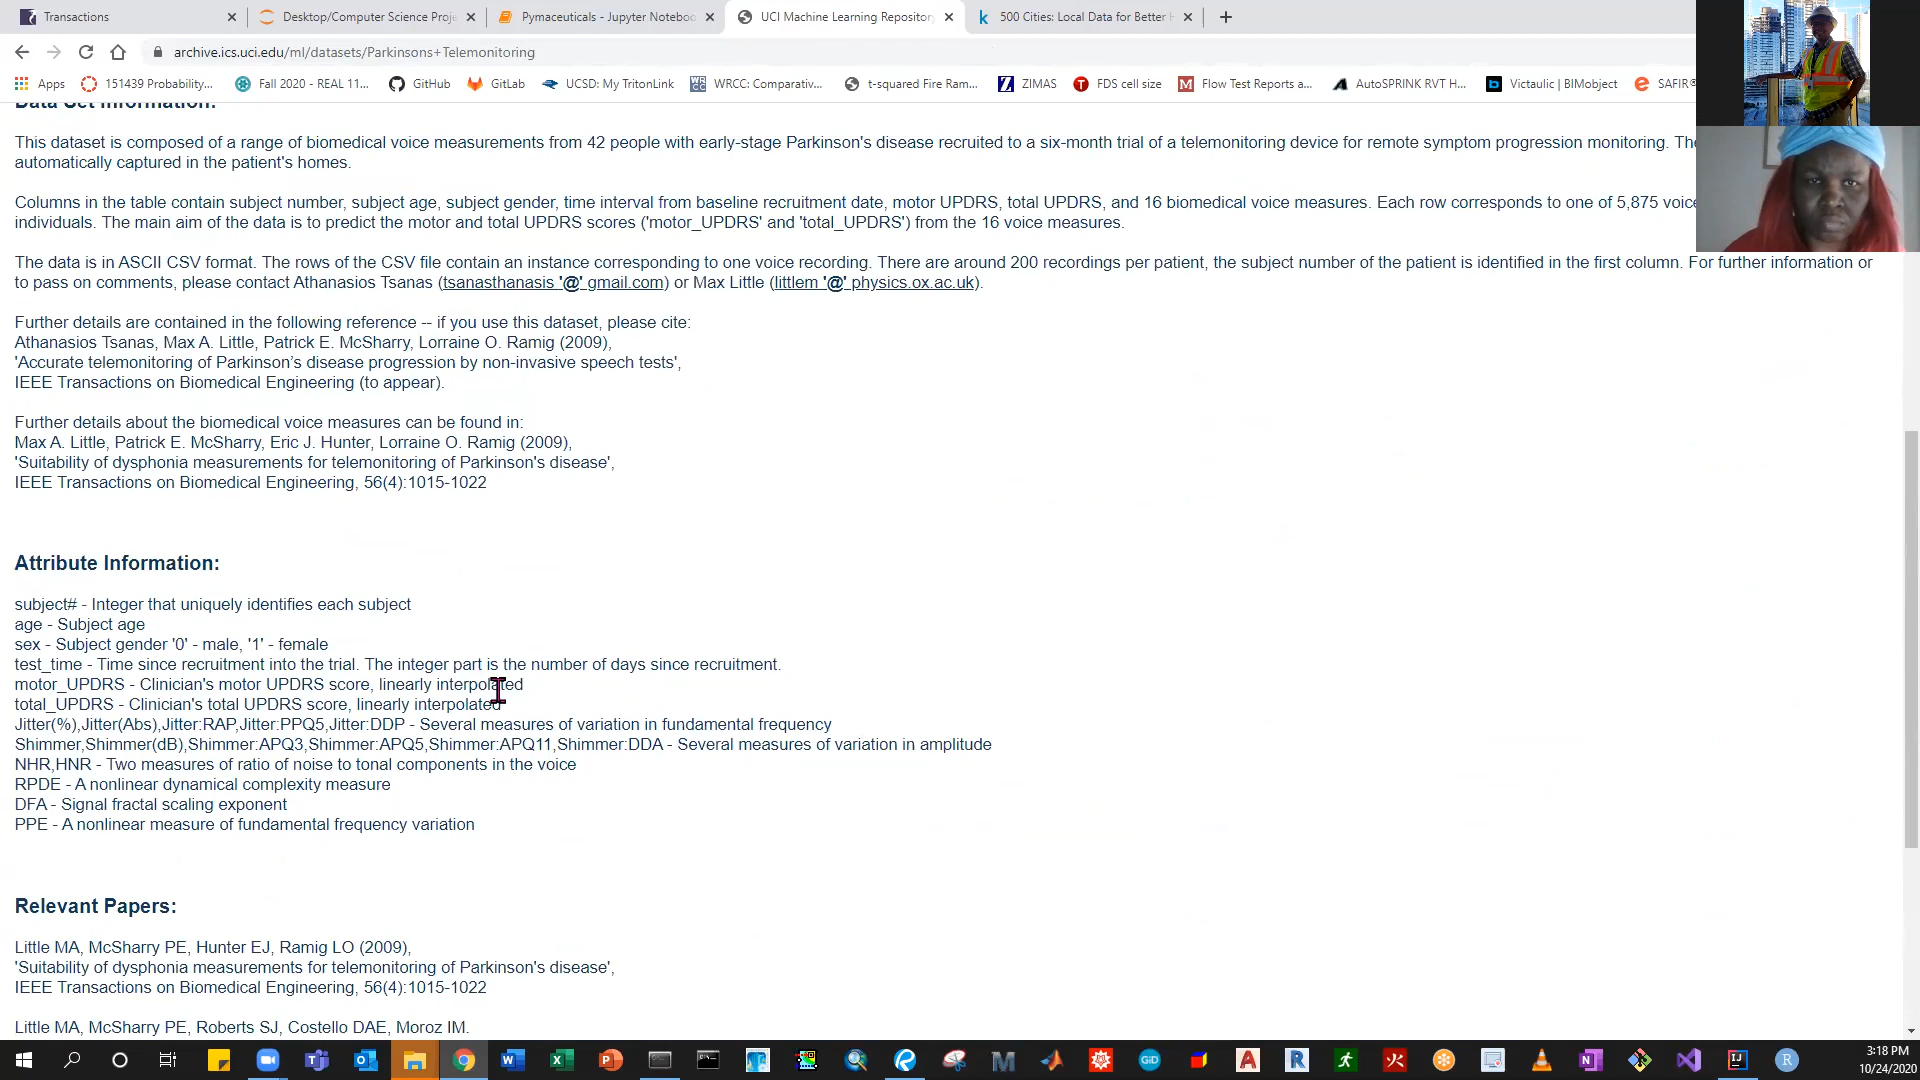 Transactions
Desktop/Computer Science Proje
Pymaceuticals - Jupyter Noteboo
UCI Machine Learning Repository
500 Cities: Local Data for Better H
archive.ics.uci.edu/ml/datasets/Parkinsons+Telemonitoring
Apps
151439 Probability...
Fall 2020 - REAL 11...
GitHub
GitLab
UCSD: My TritonLink
WRCC: Comparativ...
t-squared Fire Ram...
ZIMAS
FDS cell size
Flow Test Reports a...
AutoSPRINK RVT H...
Victaulic | BIMobject
SAFIR®
Data Set Information:
This dataset is composed of a range of biomedical voice measurements from 42 people with early-stage Parkinson's disease recruited to a six-month trial of a telemonitoring device for remote symptom progression monitoring. The
automatically captured in the patient's homes.
Columns in the table contain subject number, subject age, subject gender, time interval from baseline recruitment date, motor UPDRS, total UPDRS, and 16 biomedical voice measures. Each row corresponds to one of 5,875 voice
individuals. The main aim of the data is to predict the motor and total UPDRS scores ('motor_UPDRS' and 'total_UPDRS') from the 16 voice measures.
The data is in ASCII CSV format. The rows of the CSV file contain an instance corresponding to one voice recording. There are around 200 recordings per patient, the subject number of the patient is identified in the first column. For further information or
to pass on comments, please contact Athanasios Tsanas (tsanasthanasis '@' gmail.com) or Max Little (littlem '@' physics.ox.ac.uk).
Further details are contained in the following reference -- if you use this dataset, please cite:
Athanasios Tsanas, Max A. Little, Patrick E. McSharry, Lorraine O. Ramig (2009),
'Accurate telemonitoring of Parkinson’s disease progression by non-invasive speech tests',
IEEE Transactions on Biomedical Engineering (to appear).
Further details about the biomedical voice measures can be found in:
Max A. Little, Patrick E. McSharry, Eric J. Hunter, Lorraine O. Ramig (2009),
'Suitability of dysphonia measurements for telemonitoring of Parkinson's disease',
IEEE Transactions on Biomedical Engineering, 56(4):1015-1022
Attribute Information:
subject# - Integer that uniquely identifies each subject
age - Subject age
sex - Subject gender '0' - male, '1' - female
test_time - Time since recruitment into the trial. The integer part is the number of days since recruitment.
motor_UPDRS - Clinician's motor UPDRS score, linearly interpolated
total_UPDRS - Clinician's total UPDRS score, linearly interpolated
Jitter(%),Jitter(Abs),Jitter:RAP,Jitter:PPQ5,Jitter:DDP - Several measures of variation in fundamental frequency
Shimmer,Shimmer(dB),Shimmer:APQ3,Shimmer:APQ5,Shimmer:APQ11,Shimmer:DDA - Several measures of variation in amplitude
NHR,HNR - Two measures of ratio of noise to tonal components in the voice
RPDE - A nonlinear dynamical complexity measure
DFA - Signal fractal scaling exponent
PPE - A nonlinear measure of fundamental frequency variation
Relevant Papers:
Little MA, McSharry PE, Hunter EJ, Ramig LO (2009),
'Suitability of dysphonia measurements for telemonitoring of Parkinson's disease',
IEEE Transactions on Biomedical Engineering, 56(4):1015-1022
Little MA, McSharry PE, Roberts SJ, Costello DAE, Moroz IM.
3:18 PM
10/24/2020